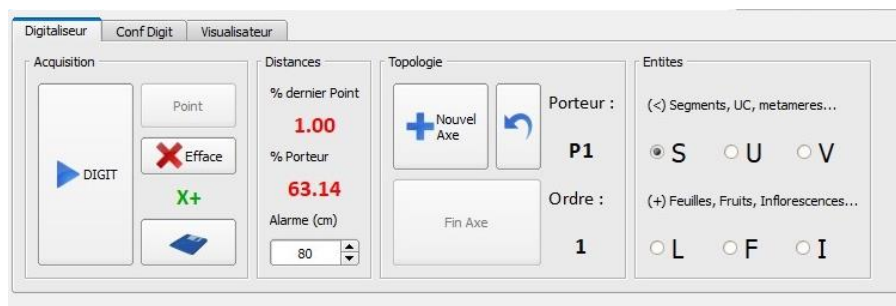 Digitaliseur
Conf Digit
Visualisateur
Acquisition
DIGIT
Point
Efface
X+
Distances
% dernier Point
1.00
% Porteur
63.14
Alarme (cm)
80
Topologie
Nouvel
Axe
Fin Axe
Porteur :
P1
Ordre :
1
Entites
(<) Segments, UC, metameres...
S U V
(+) Feuilles, Fruits, Inflorescences...
L F I